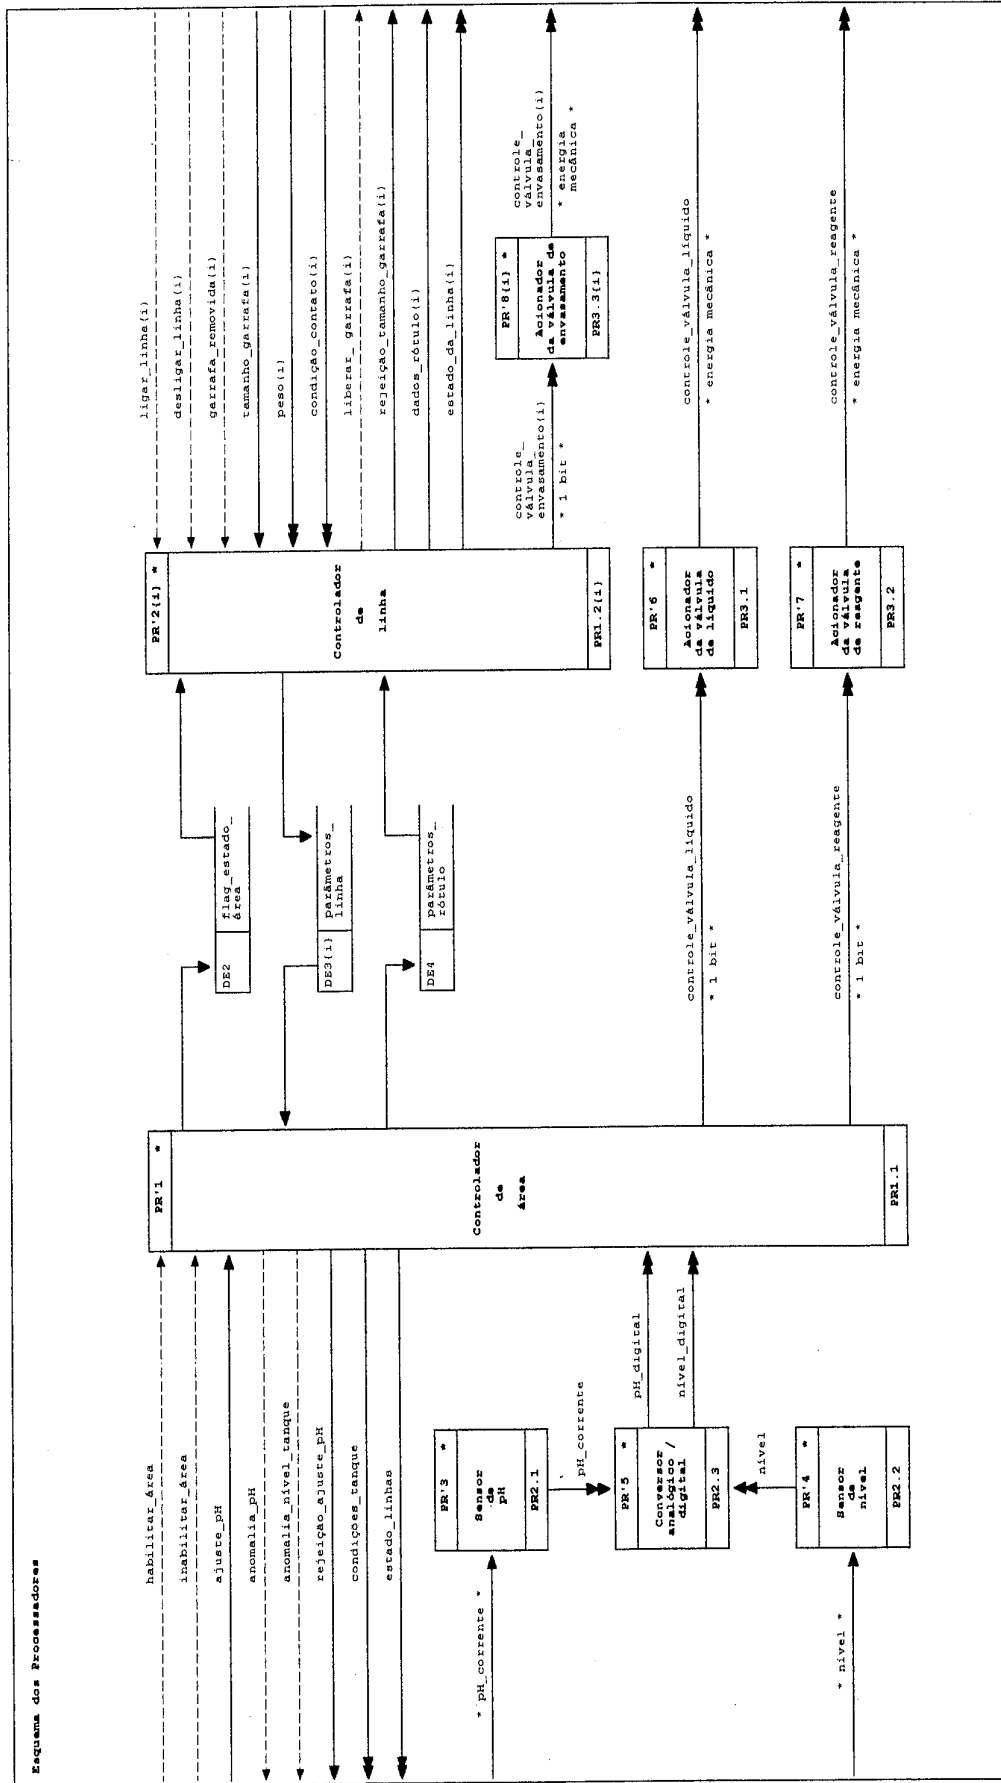 Esquema dos Processadores
habilitar_área
inabilitar_área
ajuste_pH
anomalia_pH
anomalia_nível_tanque
rejeição_ajuste_pH
condições_tanque
estado_linhas
* pH_corrente *
PR'3 *
Sensor
de
pH
PR2.1
pH_corrente
PR'5 *
Conversor
analógico /
digital
PR2.3
nível
PR'4 *
Sensor
de
nível
PR2.2
* nível *
pH_digital
nível_digital
PR'1 *
Controlador
de
área
PR1.1
DE2
flag_estado_
área
DE3(i)
parâmetros_
linha
DE4
parâmetros_
rótulo
controle_válvula_líquido
* 1 bit *
controle_válvula_reagente
* 1 bit *
PR'2(i) *
Controlador
de
linha
PR1.2(i)
PR'6 *
Acionador
da válvula
de líquido
PR3.1
PR'7 *
Acionador
da válvula
de reagente
PR3.2
ligar_linha(i)
desligar_linha(i)
garrafa_removida(i)
tamanho_garrafa(i)
peso(i)
condição_contato(i)
liberar_ garrafa(i)
rejeição_tamanho_garrafa(i)
dados_rótulo(i)
estado_da_linha(i)
controle_
válvula_
envasamento(i)
* 1 bit *
PR'8(i) *
Acionador
da válvula de
envasamento
PR3.3(i)
controle_
válvula_
envasamento(i)
* energia
mecânica *
controle_válvula_líquido
* energia mecânica *
controle_válvula_reagente
* energia mecânica *